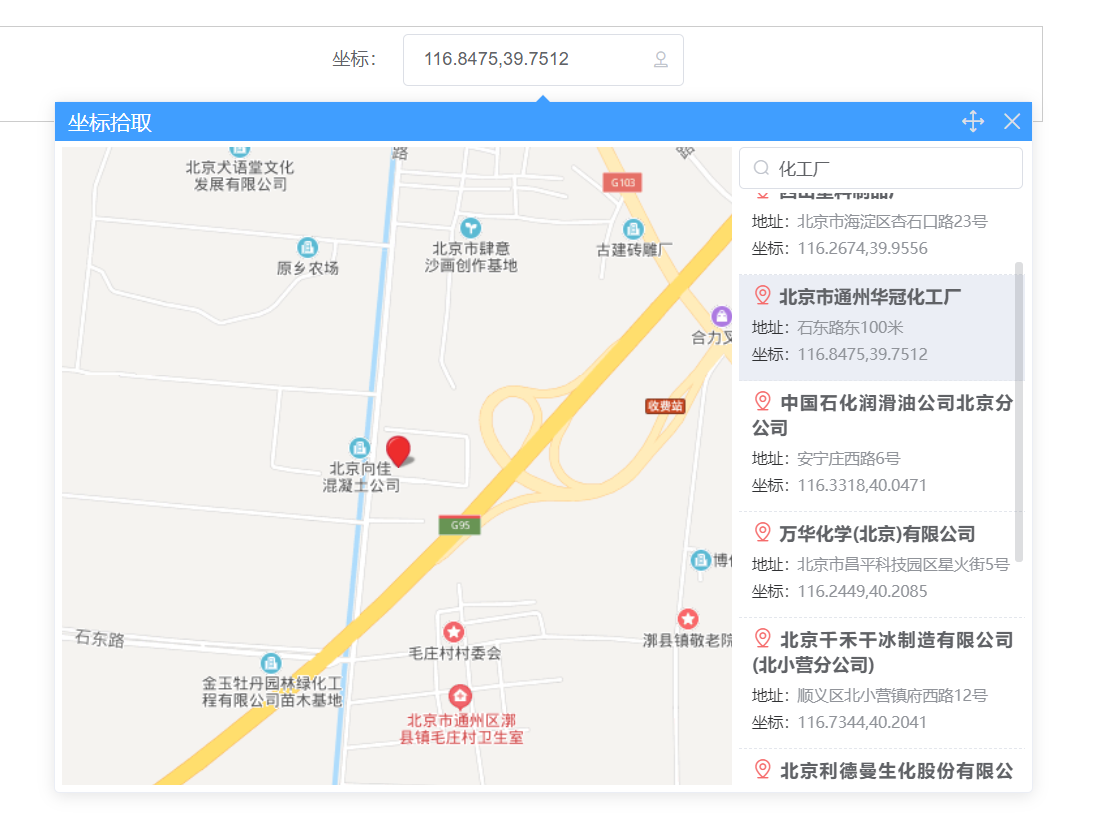 坐标：
116.8475,39.7512
坐标拾取
北京犬语堂文化
发展有限公司
路
路
G103
北京市肆意
沙画创作基地
古建砖雕厂
原乡农场
合力叉
收费站
北京向佳
混凝土公司
G95
博
石东路
毛庄村村委会
漷县镇敬老院
金玉牡丹园林绿化工
程有限公司苗木基地
北京市通州区漷
县镇毛庄村卫生室
化工厂
地址：北京市海淀区杏石口路23号
坐标：116.2674,39.9556
北京市通州华冠化工厂
地址：石东路东100米
坐标：116.8475,39.7512
中国石化润滑油公司北京分
公司
地址：安宁庄西路6号
坐标：116.3318,40.0471
万华化学(北京)有限公司
地址：北京市昌平科技园区星火街5号
坐标：116.2449,40.2085
北京千禾干冰制造有限公司
(北小营分公司)
地址：顺义区北小营镇府西路12号
坐标：116.7344,40.2041
北京利德曼生化股份有限公